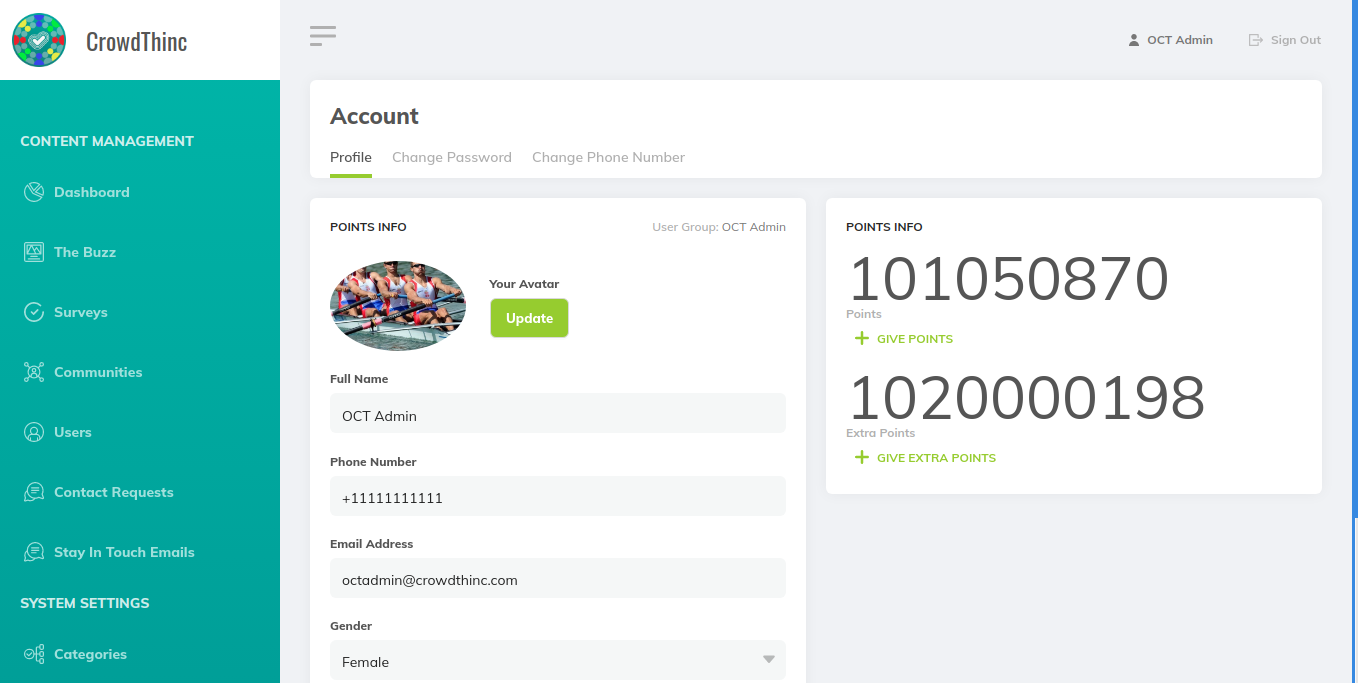 CrowdThinc
OCT Admin
Sign Out
CONTENT MANAGEMENT
Dashboard
The Buzz
Surveys
Communities
Users
Contact Requests
Stay In Touch Emails
SYSTEM SETTINGS
Categories
Account
Profile
Change Password
Change Phone Number
POINTS INFO
User Group: OCT Admin
Your Avatar
Update
Full Name
OCT Admin
Phone Number
+11111111111
Email Address
octadmin@crowdthinc.com
Gender
Female
POINTS INFO
101050870
Points
GIVE POINTS
1020000198
Extra Points
GIVE EXTRA POINTS